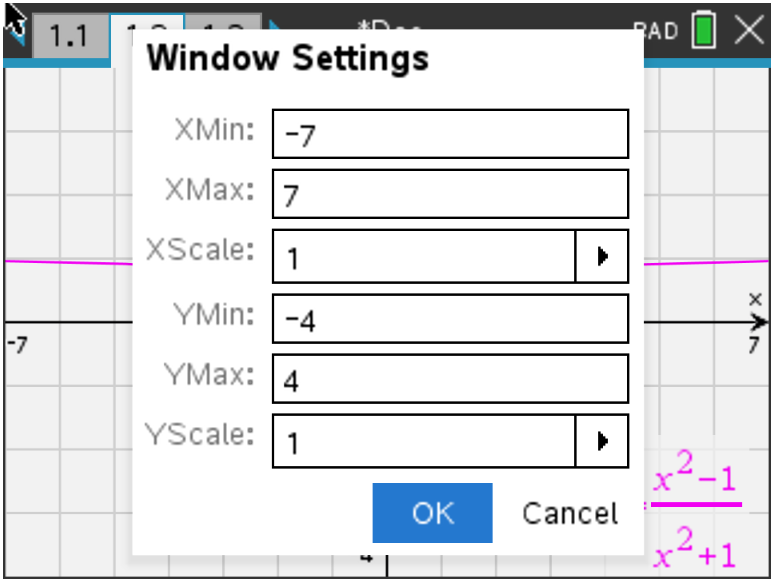 1.1
RAD
Window Settings
XMin: -7
XMax: 7
XScale: 1
YMin: -4
YMax: 4
YScale: 1
OK Cancel
x
-7
7
x²-1
x²+1